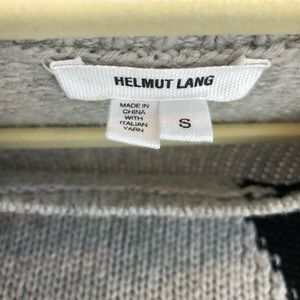 HELMUT LANG
MADE IN
CHINA
WITH
ITALIAN
YARN
S